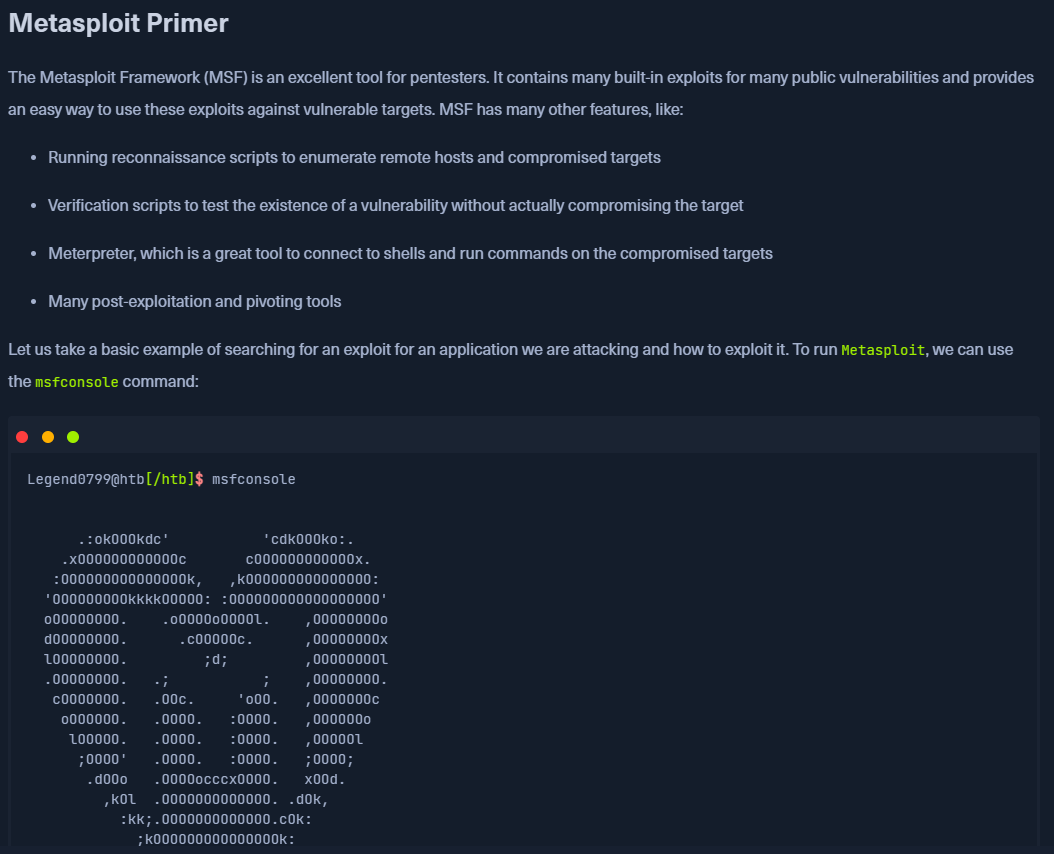 Metasploit Primer
The Metasploit Framework (MSF) is an excellent tool for pentesters. It contains many built-in exploits for many public vulnerabilities and provides
an easy way to use these exploits against vulnerable targets. MSF has many other features, like:
• Running reconnaissance scripts to enumerate remote hosts and compromised targets
• Verification scripts to test the existence of a vulnerability without actually compromising the target
• Meterpreter, which is a great tool to connect to shells and run commands on the compromised targets
• Many post-exploitation and pivoting tools
Let us take a basic example of searching for an exploit for an application we are attacking and how to exploit it. To run Metasploit, we can use
the msfconsole command:
Legend0799@htb[/htb]$ msfconsole
      .:okOOOkdc'           'cdkOOOko:.
    .xOOOOOOOOOOOOc       cOOOOOOOOOOOOx.
   :OOOOOOOOOOOOOOOk,   ,kOOOOOOOOOOOOOOO:
  'OOOOOOOOOkkkkOOOOO: :OOOOOOOOOOOOOOOOOO'
  oOOOOOOOO.    .oOOOOoOOOOl.    ,OOOOOOOOo
  dOOOOOOOO.      .cOOOOOc.      ,OOOOOOOOx
  lOOOOOOOO.         ;d;         ,OOOOOOOOl
  .OOOOOOOO.   .;           ;    ,OOOOOOOO.
   cOOOOOOO.   .OOc.     'oOO.   ,OOOOOOOc
    oOOOOOO.   .OOOO.   :OOOO.   ,OOOOOOo
     lOOOOO.   .OOOO.   :OOOO.   ,OOOOOl
      ;OOOO'   .OOOO.   :OOOO.   ;OOOO;
       .dOOo   .OOOOocccxOOOO.   xOOd.
         ,kOl  .OOOOOOOOOOOOO. .dOk,
           :kk;.OOOOOOOOOOOOO.cOk:
             ;kOOOOOOOOOOOOOOOk: